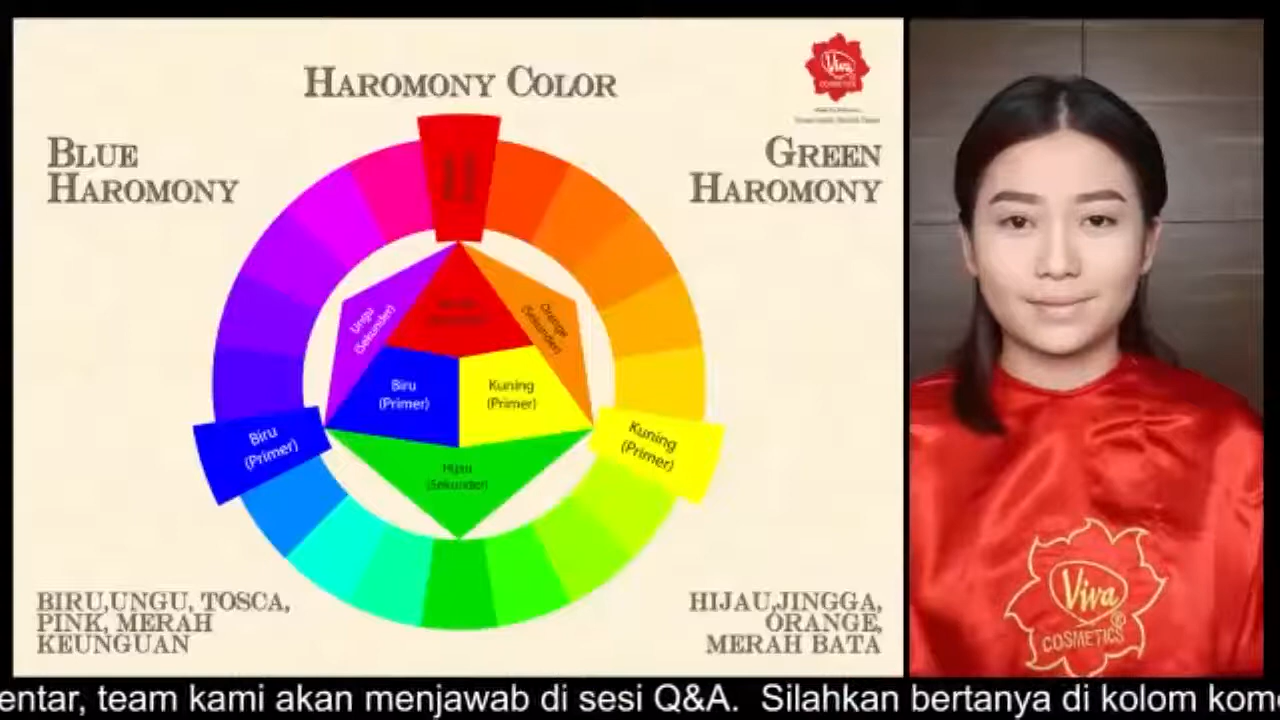 HAROMONY COLOR
Viva
COSMETICS
BLUE
HAROMONY
GREEN
HAROMONY
Ungu
(Sekunder)
Orange
(Sekunder)
Biru
(Primer)
Kuning
(Primer)
Biru
(Primer)
Kuning
(Primer)
Hijau
(Sekunder)
BIRU,UNGU, TOSCA,
PINK, MERAH
KEUNGUAN
HIJAU,JINGGA,
ORANGE,
MERAH BATA
Viva®
COSMETICS
entar, team kami akan menjawab di sesi Q&A. Silahkan bertanya di kolom kom